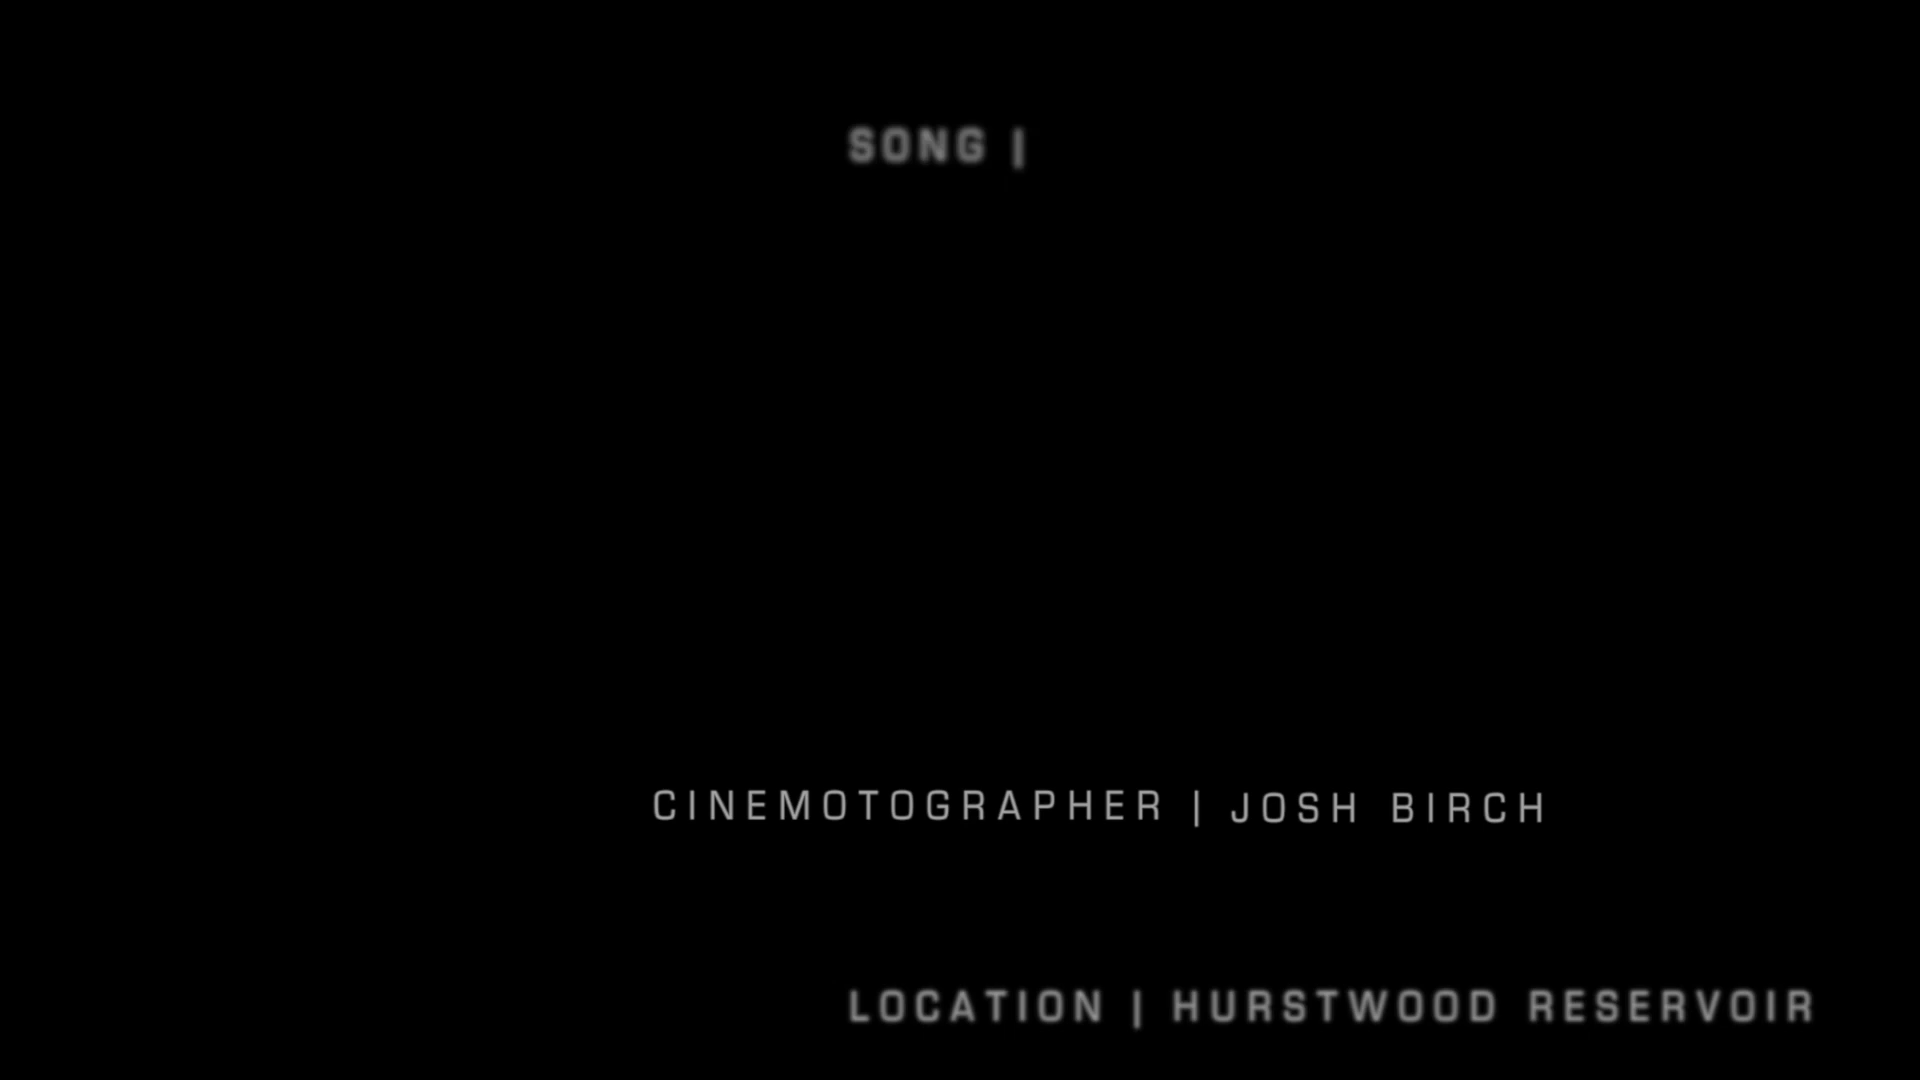 SONG |
CINEMOTOGRAPHER | JOSH BIRCH
LOCATION | HURSTWOOD RESERVOIR